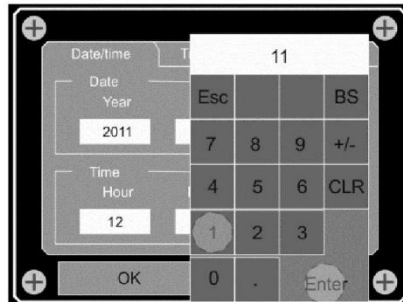 Date/time
11
Date
Year
2011
Esc BS
7 8 9 +/-
Time
Hour
12
4 5 6 CLR
1 2 3
OK
0 . Enter